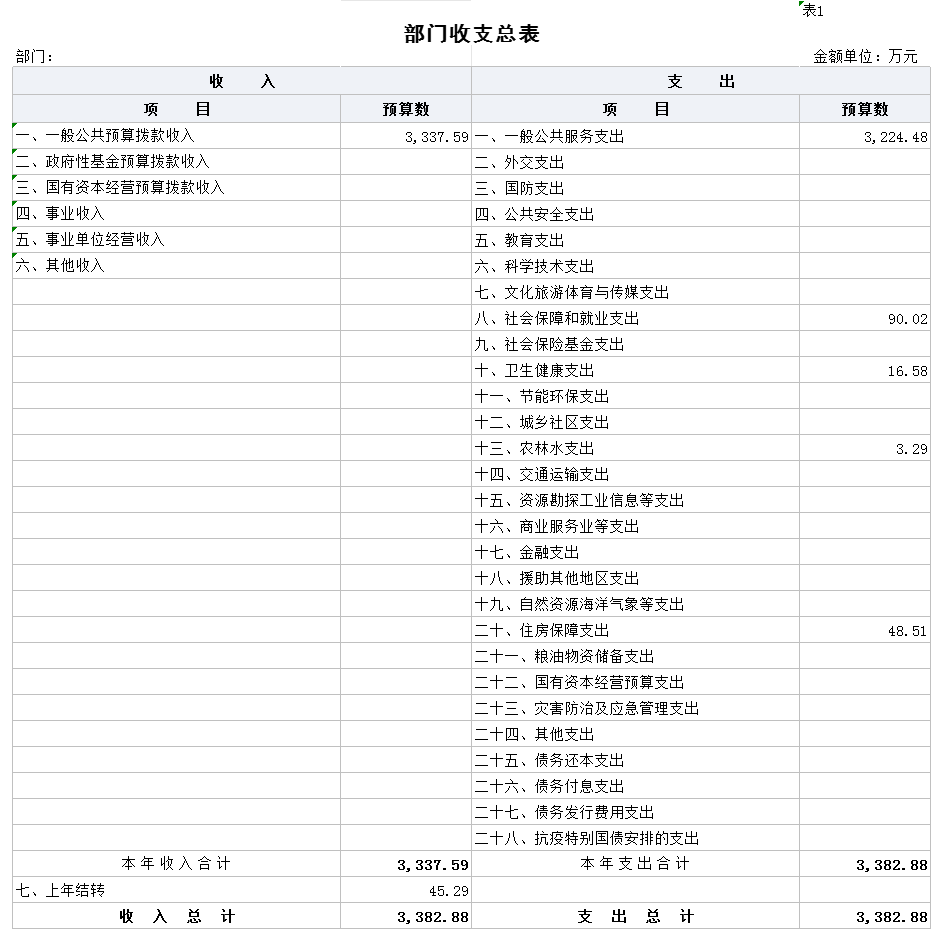 表1
部门收支总表
部门： 金额单位：万元
收 入 支 出
项 目 预算数 项 目 预算数
一、一般公共预算拨款收入 3,337.59 一、一般公共服务支出 3,224.48
二、政府性基金预算拨款收入 二、外交支出
三、国有资本经营预算拨款收入 三、国防支出
四、事业收入 四、公共安全支出
五、事业单位经营收入 五、教育支出
六、其他收入 六、科学技术支出
七、文化旅游体育与传媒支出
八、社会保障和就业支出 90.02
九、社会保险基金支出
十、卫生健康支出 16.58
十一、节能环保支出
十二、城乡社区支出
十三、农林水支出 3.29
十四、交通运输支出
十五、资源勘探工业信息等支出
十六、商业服务业等支出
十七、金融支出
十八、援助其他地区支出
十九、自然资源海洋气象等支出
二十、住房保障支出 48.51
二十一、粮油物资储备支出
二十二、国有资本经营预算支出
二十三、灾害防治及应急管理支出
二十四、其他支出
二十五、债务还本支出
二十六、债务付息支出
二十七、债务发行费用支出
二十八、抗疫特别国债安排的支出
本年收入合计 3,337.59 本年支出合计 3,382.88
七、上年结转 45.29
收 入 总 计 3,382.88 支 出 总 计 3,382.88